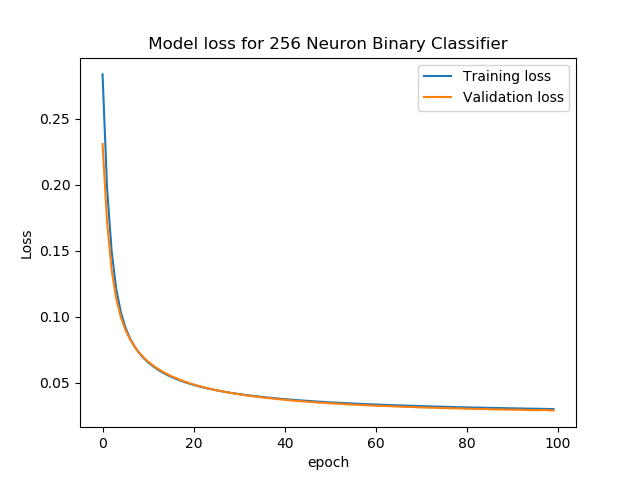 Model loss for 256 Neuron Binary Classifier
Training loss
Validation loss
0.25
0.20
0.15
0.10
0.05
Loss
0 20 40 60 80 100
epoch